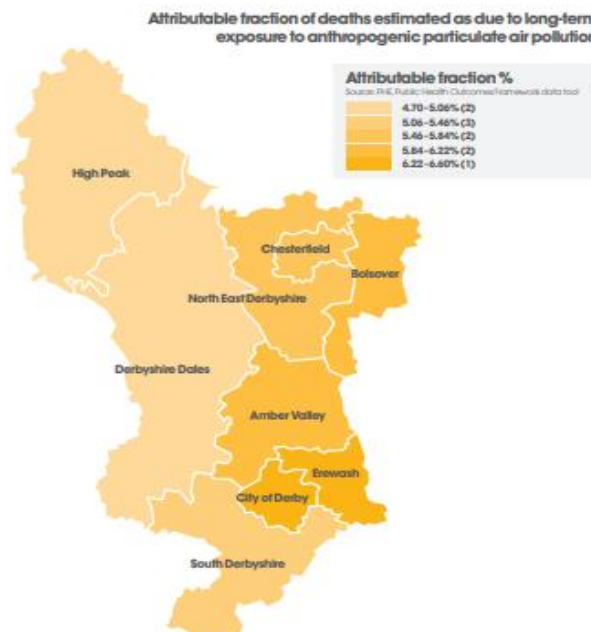 Attributable fraction of deaths estimated as due to long-term
exposure to anthropogenic particulate air pollution
Attributable fraction %
Source: PHE, Public Health Outcomes Framework data tool
4.70-5.06% (2)
5.06-5.46% (3)
5.46-5.84% (2)
5.84-6.22% (2)
6.22-6.60% (1)
High Peak
Chesterfield
Bolsover
North East Derbyshire
Derbyshire Dales
Amber Valley
Erewash
City of Derby
South Derbyshire